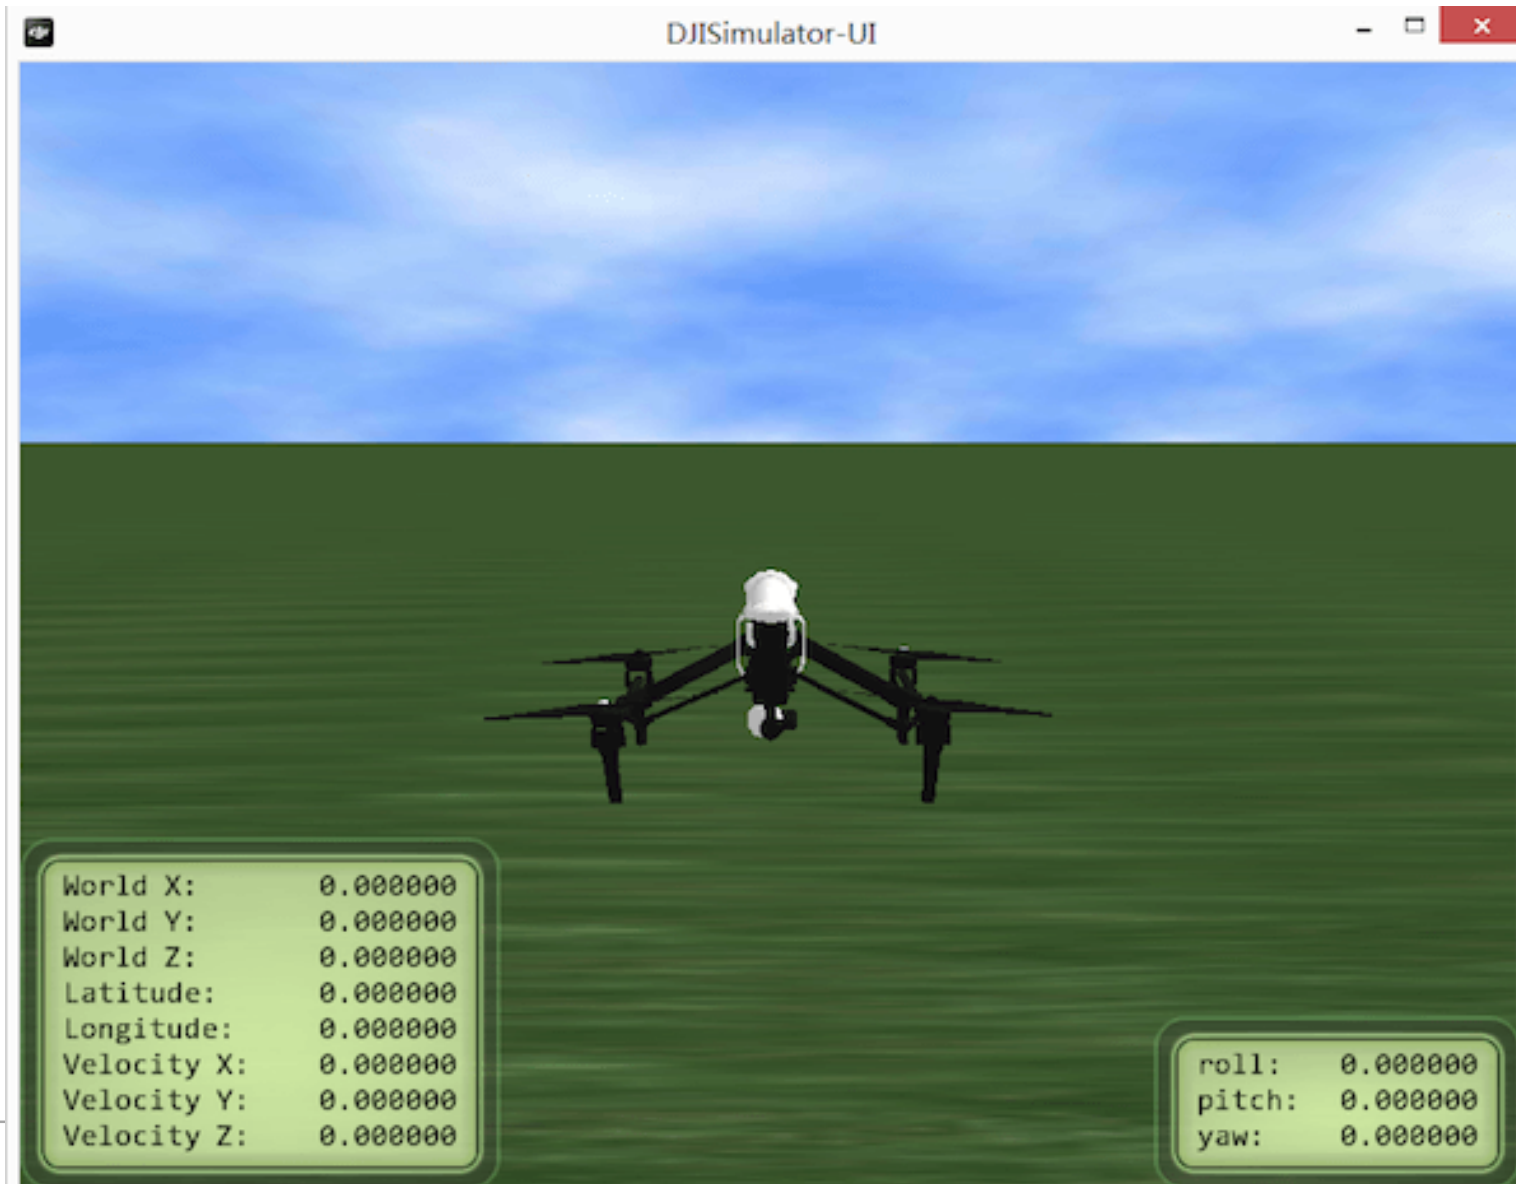 DJISimulator-UI
World X: 0.000000
World Y: 0.000000
World Z: 0.000000
Latitude: 0.000000
Longitude: 0.000000
Velocity X: 0.000000
Velocity Y: 0.000000
Velocity Z: 0.000000
roll: 0.000000
pitch: 0.000000
yaw: 0.000000